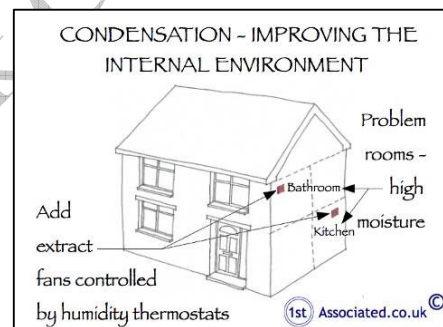 CONDENSATION - IMPROVING THE
INTERNAL ENVIRONMENT
Problem
rooms -
high
moisture
Bathroom
Kitchen
Add
extract
fans controlled
by humidity thermostats
1st Associated.co.uk ©